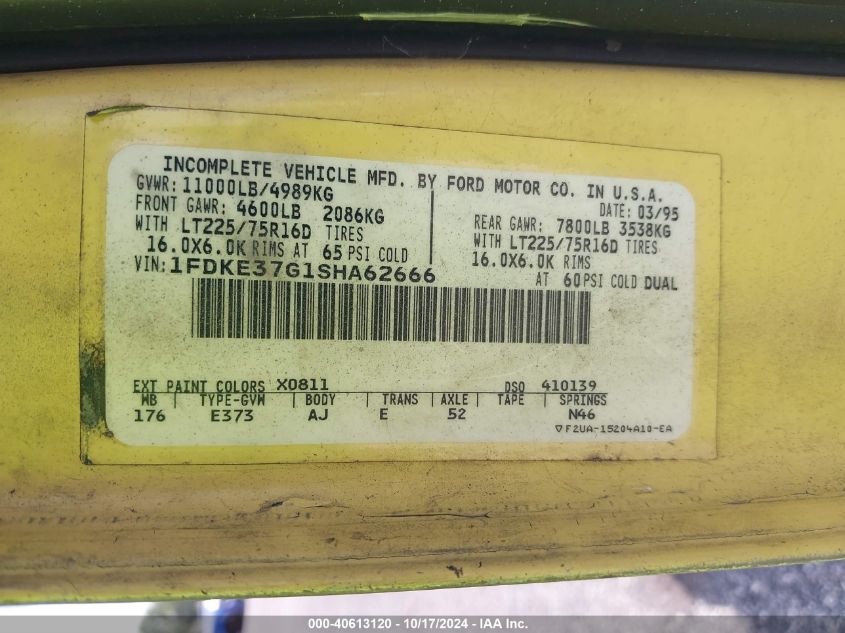 INCOMPLETE VEHICLE MFD. BY FORD MOTOR CO. IN U.S.A.
GVWR: 11000LB/4989KG
DATE: 03/95
FRONT GAWR: 4600LB 2086KG
WITH LT225/75R16D TIRES
16.0X6.0K RIMS AT 65 PSI COLD
REAR GAWR: 7800LB 3538KG
WITH LT225/75R16D TIRES
16.0X6.0K RIMS
AT 60 PSI COLD DUAL
VIN: 1FDKE37G1SHA62666
EXT PAINT COLORS X0811 DSO 410139
WB | TYPE-GVM | BODY | TRANS | AXLE | TAPE | SPRINGS
176 E373 AJ E 52 N46
▽F2UA-15204A10-EA
000-40613120 - 10/17/2024 - IAA Inc.